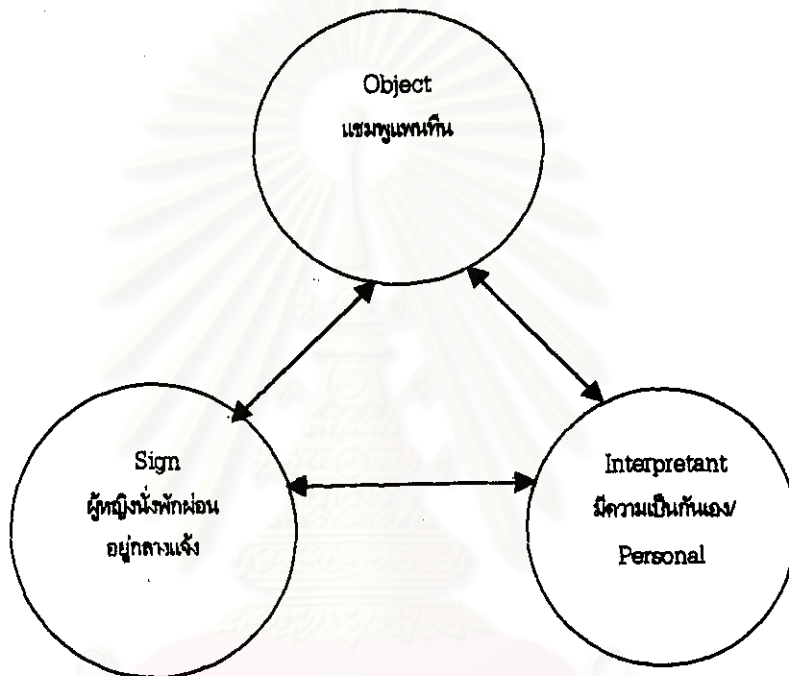 Object
แชมพูแพนทีน
Sign
ผู้หญิงนั่งพักผ่อน
อยู่กลางแจ้ง
Interpretant
มีความเป็นกันเอง/
Personal